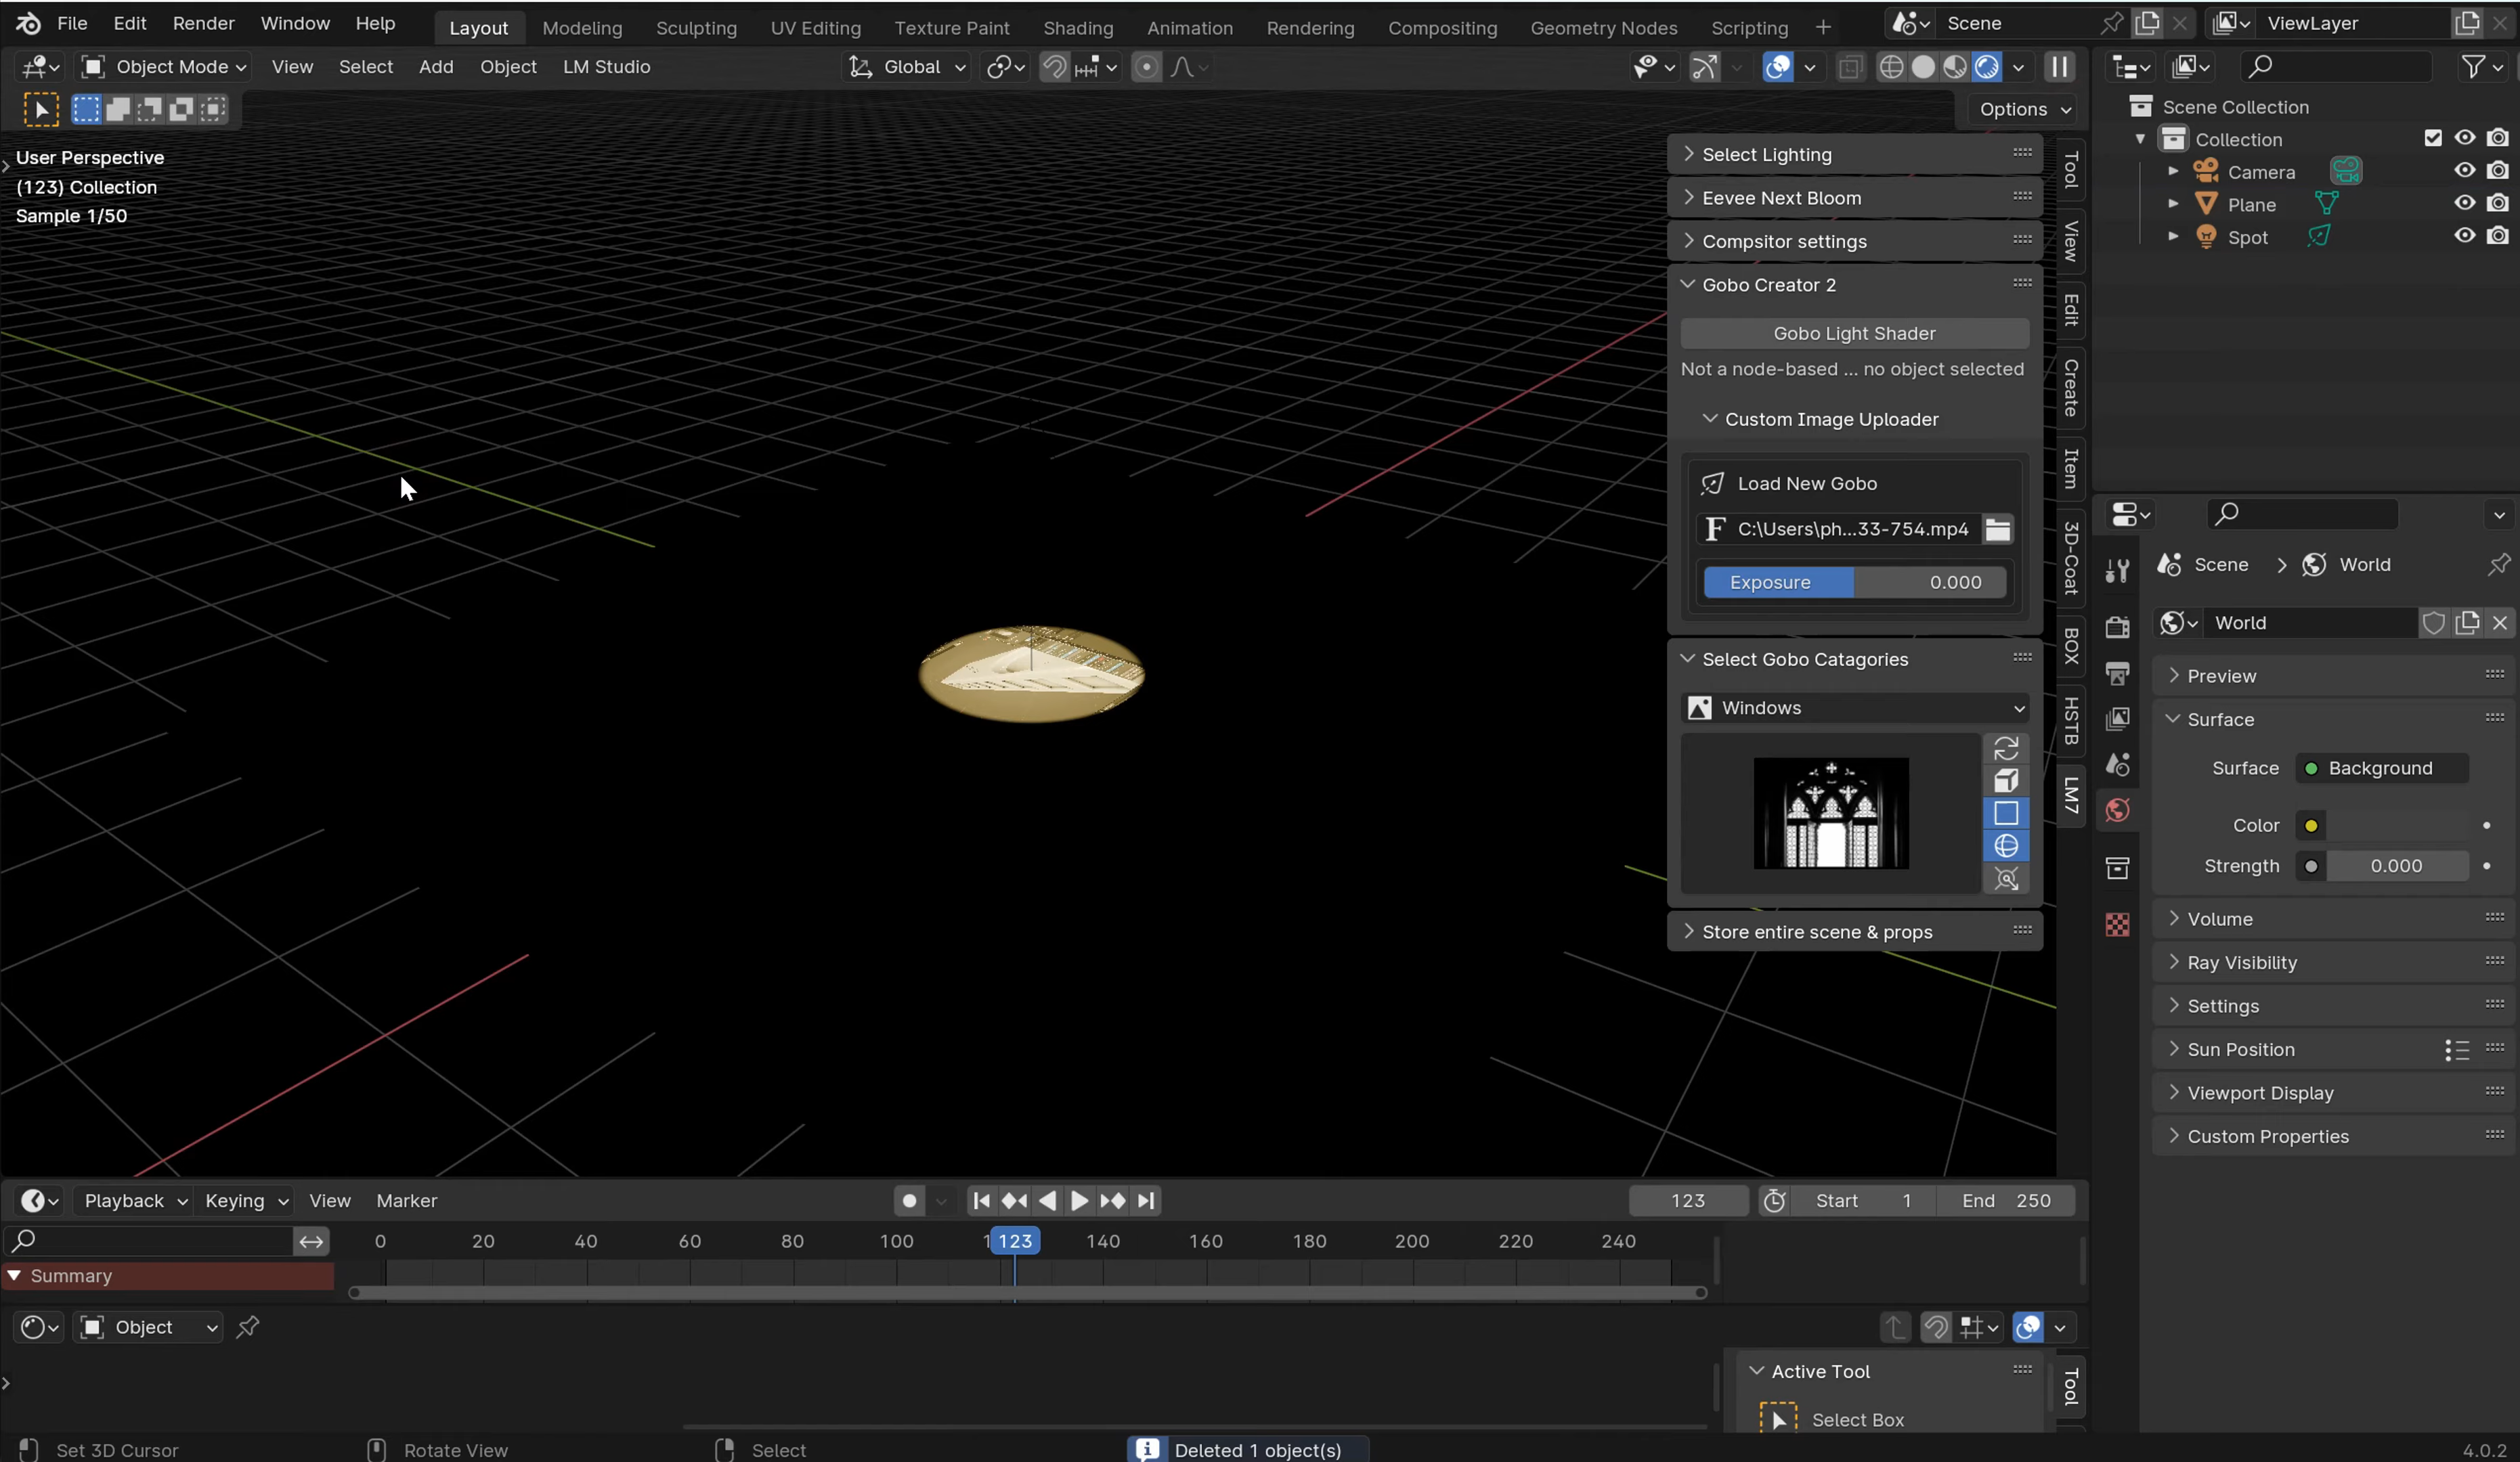 File Edit Render Window Help Layout Modeling Sculpting UV Editing Texture Paint Shading Animation Rendering Compositing Geometry Nodes Scripting + Scene ViewLayer
Object Mode View Select Add Object LM Studio Global
Options
User Perspective
(123) Collection
Sample 1/50
Select Lighting
Eevee Next Bloom
Compsitor settings
Gobo Creator 2
Gobo Light Shader
Not a node-based ... no object selected
Custom Image Uploader
Load New Gobo
C:\Users\ph...33-754.mp4
Exposure 0.000
Select Gobo Catagories
Windows
Store entire scene & props
Tool
View
Edit
Create
Item
3D-Coat
BOX
HSTB
LM7
Scene Collection
Collection
Camera
Plane
Spot
Scene > World
World
Preview
Surface
Surface Background
Color
Strength 0.000
Volume
Ray Visibility
Settings
Sun Position
Viewport Display
Custom Properties
Playback Keying View Marker 123 Start 1 End 250
0 20 40 60 80 100 123 140 160 180 200 220 240
Summary
Object
Active Tool
Select Box
Tool
Set 3D Cursor Rotate View Select Deleted 1 object(s) 4.0.2